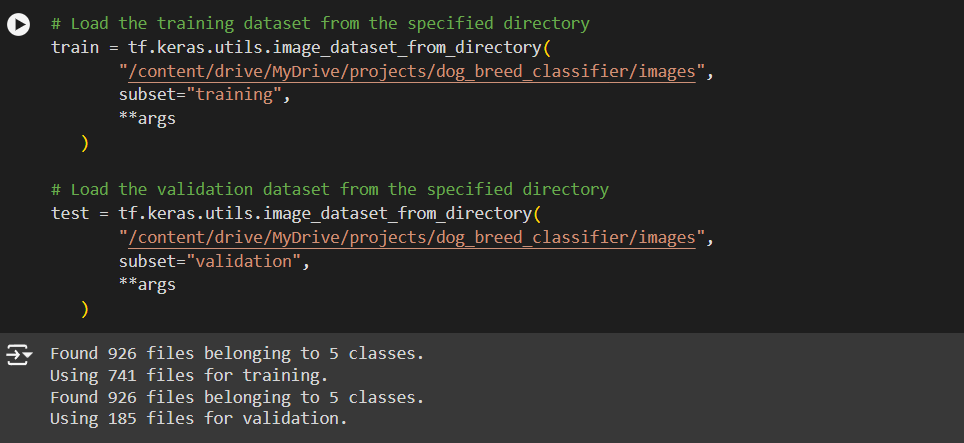 # Load the training dataset from the specified directory
train = tf.keras.utils.image_dataset_from_directory(
"/content/drive/MyDrive/projects/dog_breed_classifier/images",
subset="training",
**args
)
# Load the validation dataset from the specified directory
test = tf.keras.utils.image_dataset_from_directory(
"/content/drive/MyDrive/projects/dog_breed_classifier/images",
subset="validation",
**args
)
Found 926 files belonging to 5 classes.
Using 741 files for training.
Found 926 files belonging to 5 classes.
Using 185 files for validation.